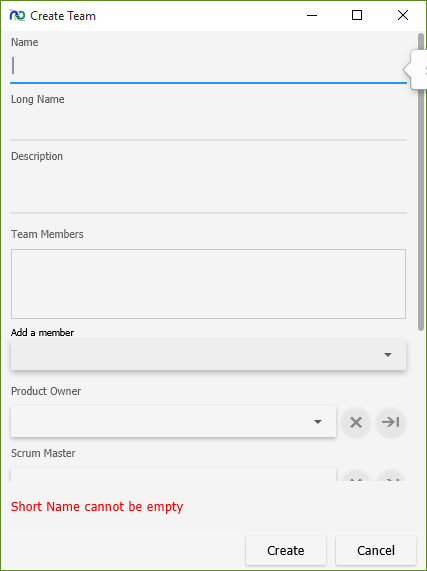 Create Team
Name
Long Name
Description
Team Members
Add a member
Product Owner
Scrum Master
Short Name cannot be empty
Create
Cancel